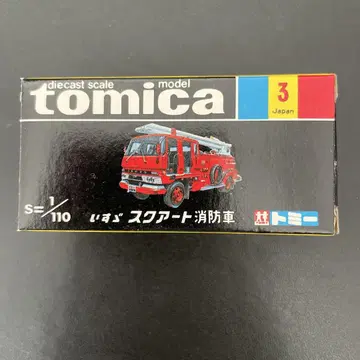 diecast scale model
tomica
3
Japan
S=1/110
いすゞ スクアート消防車
トミー